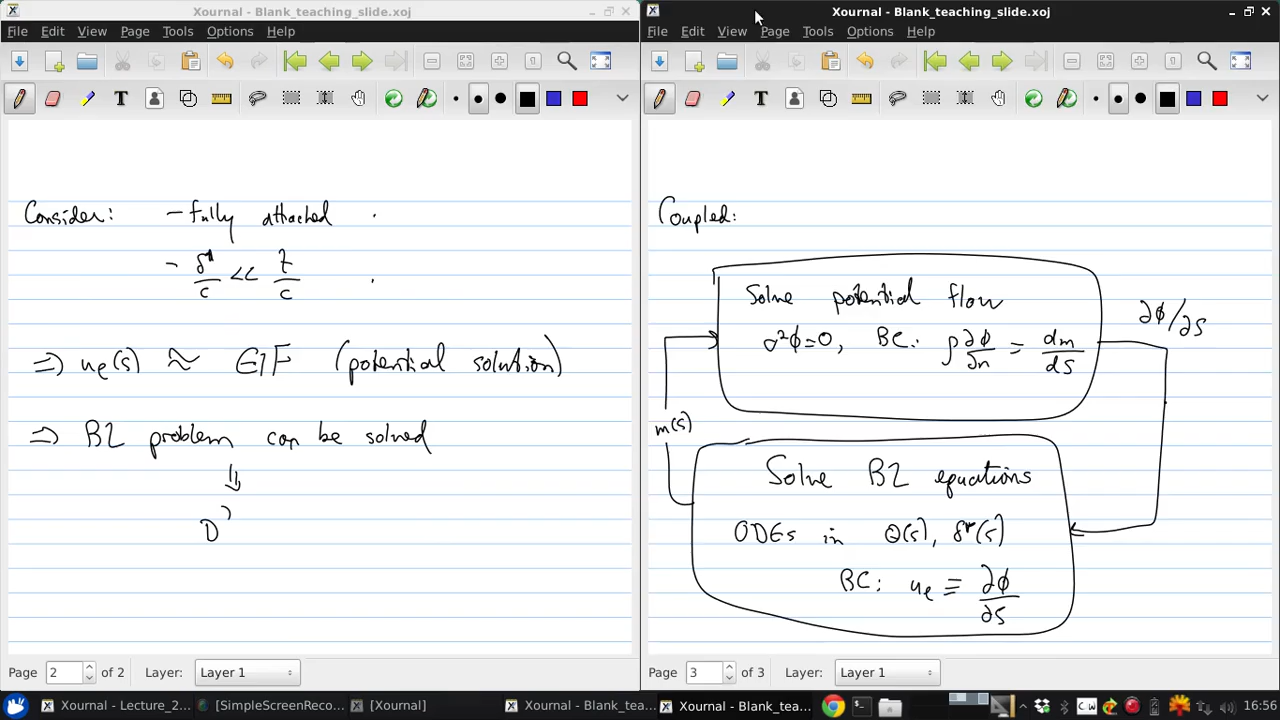 Xournal - Blank_teaching_slide.xoj
File Edit View Page Tools Options Help
Consider: - fully attached .
- δ*/c << t/c .
⇒ ue(s) ≈ EIF (potential solution)
⇒ BL problem can be solved
⇓
D'
Page 2 of 2 Layer: Layer 1
Xournal - Blank_teaching_slide.xoj
File Edit View Page Tools Options Help
Coupled:
Solve potential flow
∇²φ=0, BC: ρ ∂φ/∂n = dm/ds
∂φ/∂s
m(s)
Solve BL equations
ODEs in θ(s), δ*(s)
BC: ue ≡ ∂φ/∂s
Page 3 of 3 Layer: Layer 1
Xournal - Lecture_2... [SimpleScreenReco... [Xournal] Xournal - Blank_tea... Xournal - Blank_tea... 16:56